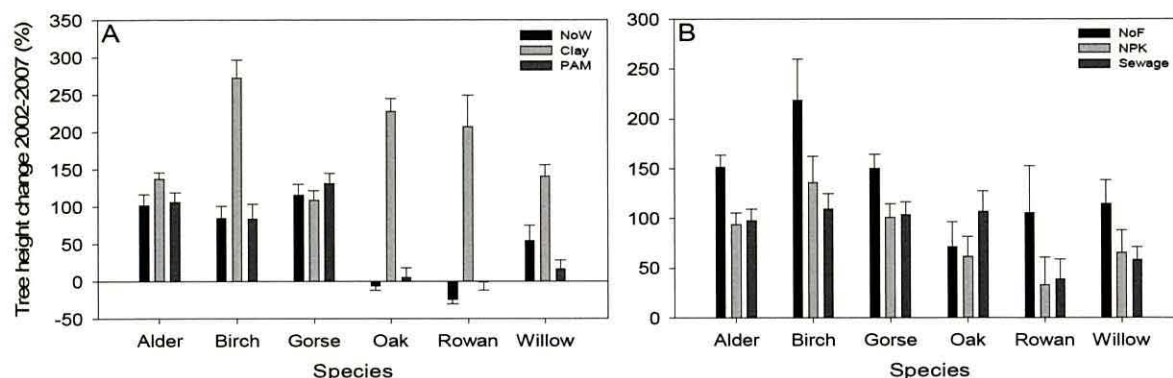 Tree height change 2002-2007 (%)
350
300
250
200
150
100
50
0
-50
A
NoW
Clay
PAM
Alder Birch Gorse Oak Rowan Willow
Species
300
250
200
150
100
50
0
B
NoF
NPK
Sewage
Alder Birch Gorse Oak Rowan Willow
Species